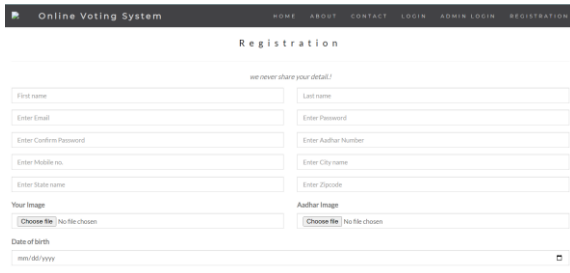 Online Voting System HOME ABOUT CONTACT LOGIN ADMIN LOGIN REGISTRATION
Registration
we never share your detail.!
First name Last name
Enter Email Enter Password
Enter Confirm Password Enter Aadhar Number
Enter Mobile no. Enter City name
Enter State name Enter Zipcode
Your Image Aadhar Image
Choose file No file chosen Choose file No file chosen
Date of birth
mm/dd/yyyy